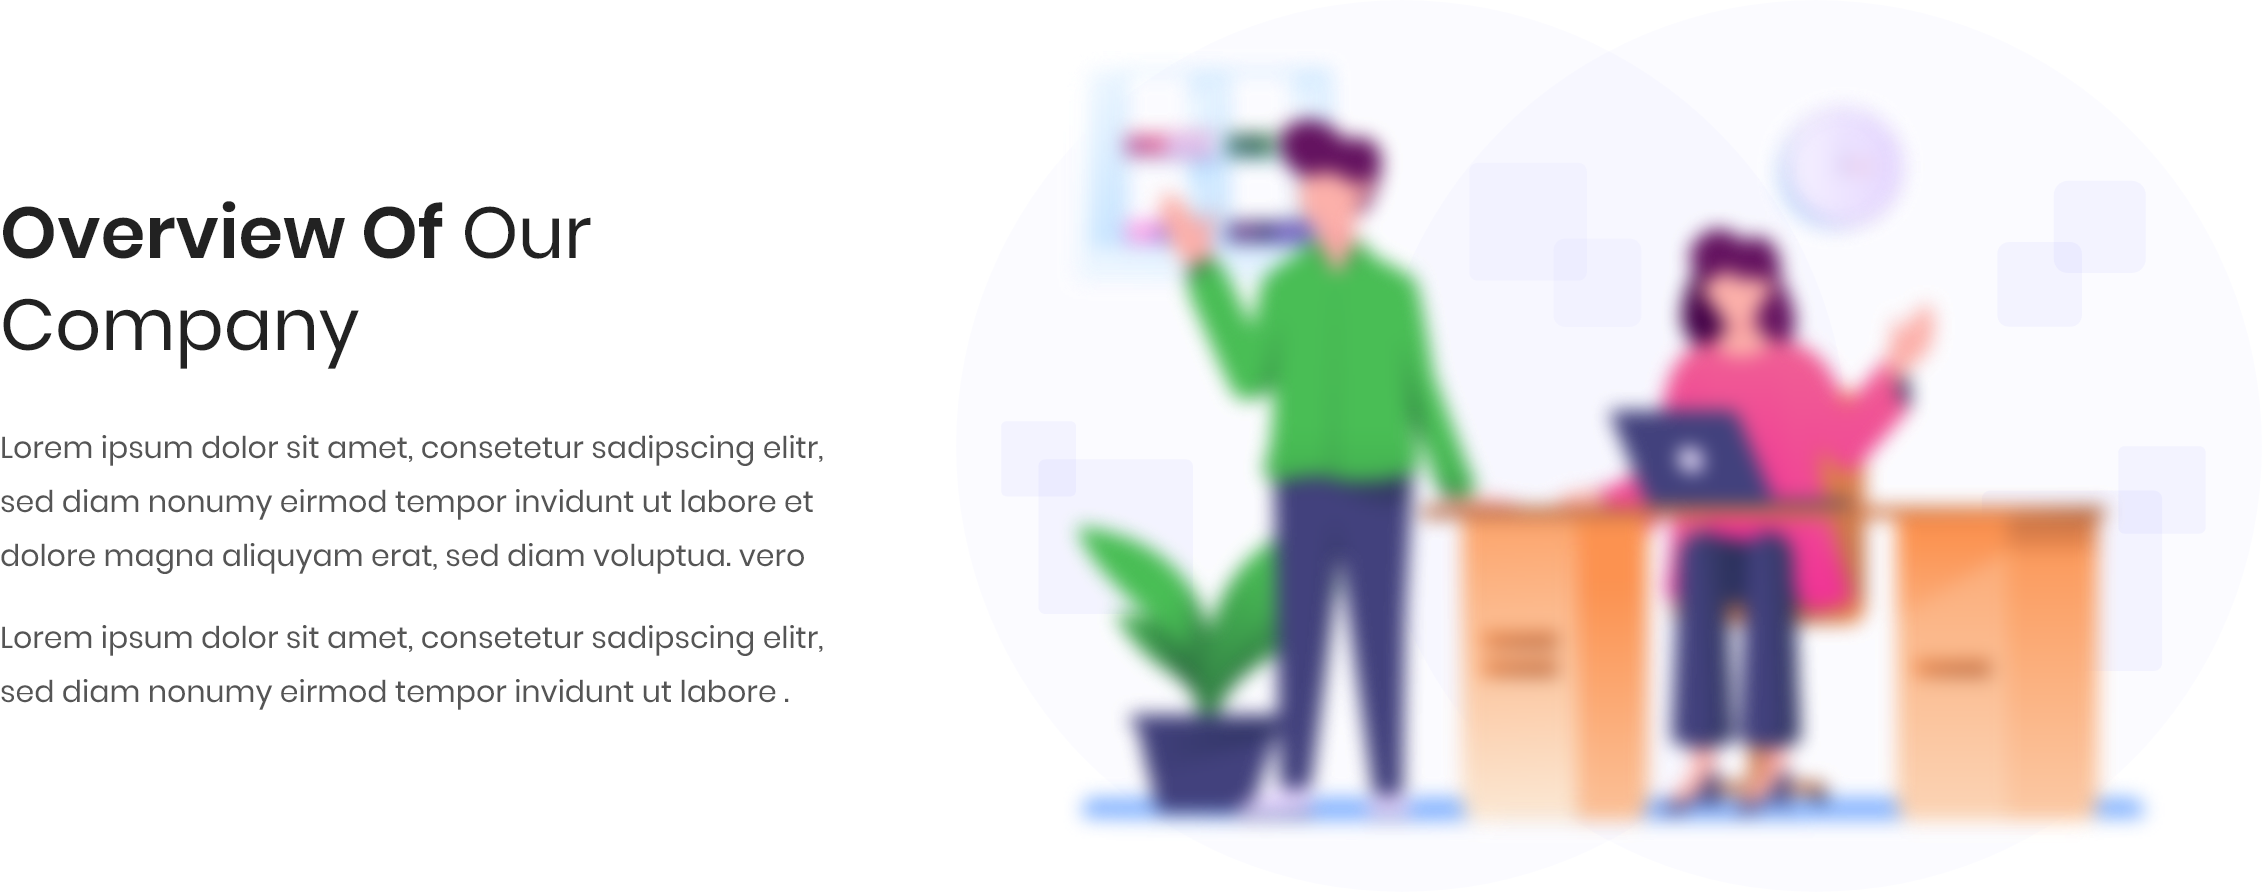 Overview Of Our
Company
Lorem ipsum dolor sit amet, consetetur sadipscing elitr,
sed diam nonumy eirmod tempor invidunt ut labore et
dolore magna aliquyam erat, sed diam voluptua. vero
Lorem ipsum dolor sit amet, consetetur sadipscing elitr,
sed diam nonumy eirmod tempor invidunt ut labore .